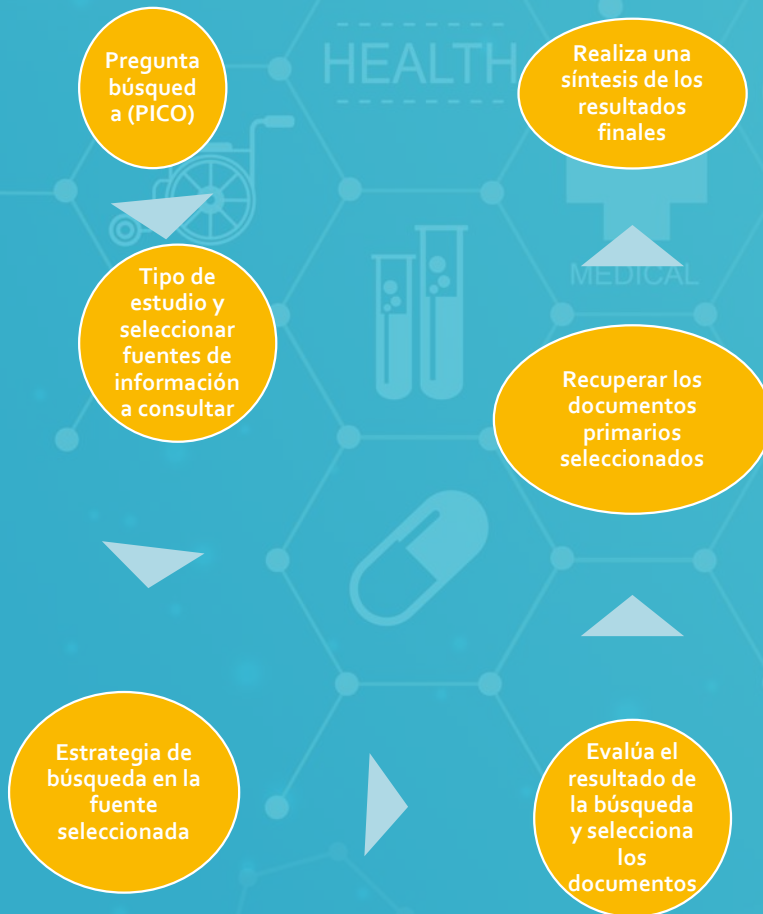 Pregunta
búsqued
a (PICO)
Tipo de
estudio y
seleccionar
fuentes de
información
a consultar
Estrategia de
búsqueda en la
fuente
seleccionada
Evalúa el
resultado de
la búsqueda
y selecciona
los
documentos
Recuperar los
documentos
primarios
seleccionados
Realiza una
síntesis de los
resultados
finales
HEALTH
MEDICAL